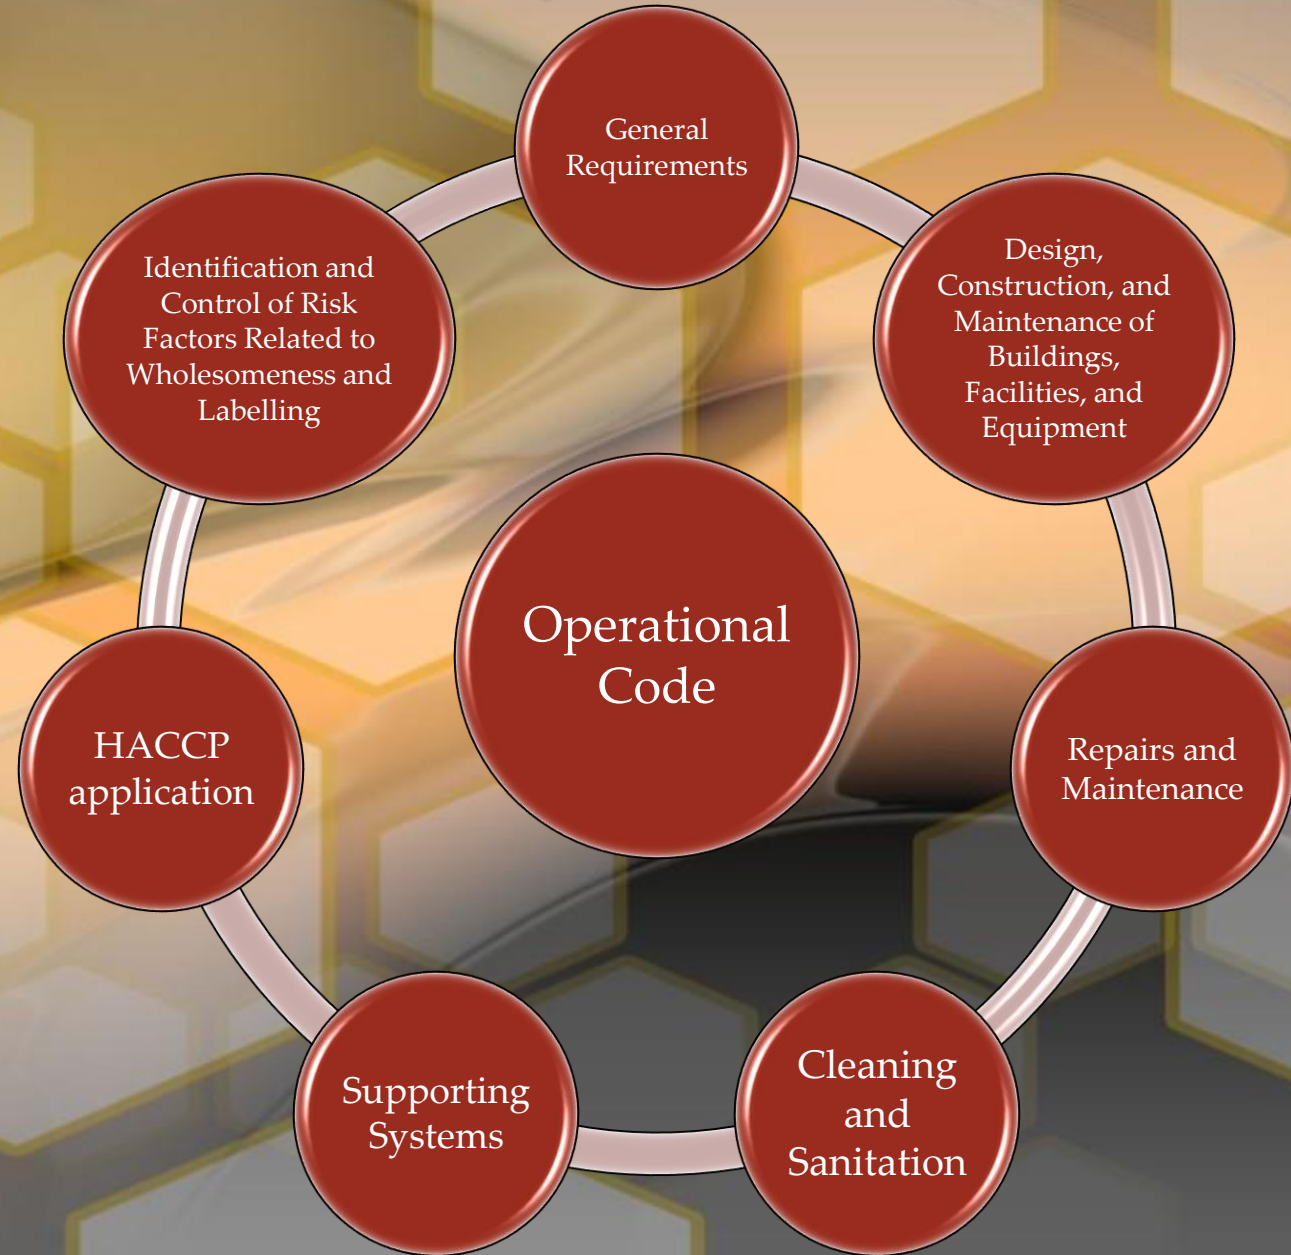 General
Requirements
Design,
Construction, and
Maintenance of
Buildings,
Facilities, and
Equipment
Repairs and
Maintenance
Cleaning
and
Sanitation
Supporting
Systems
HACCP
application
Identification and
Control of Risk
Factors Related to
Wholesomeness and
Labelling
Operational
Code